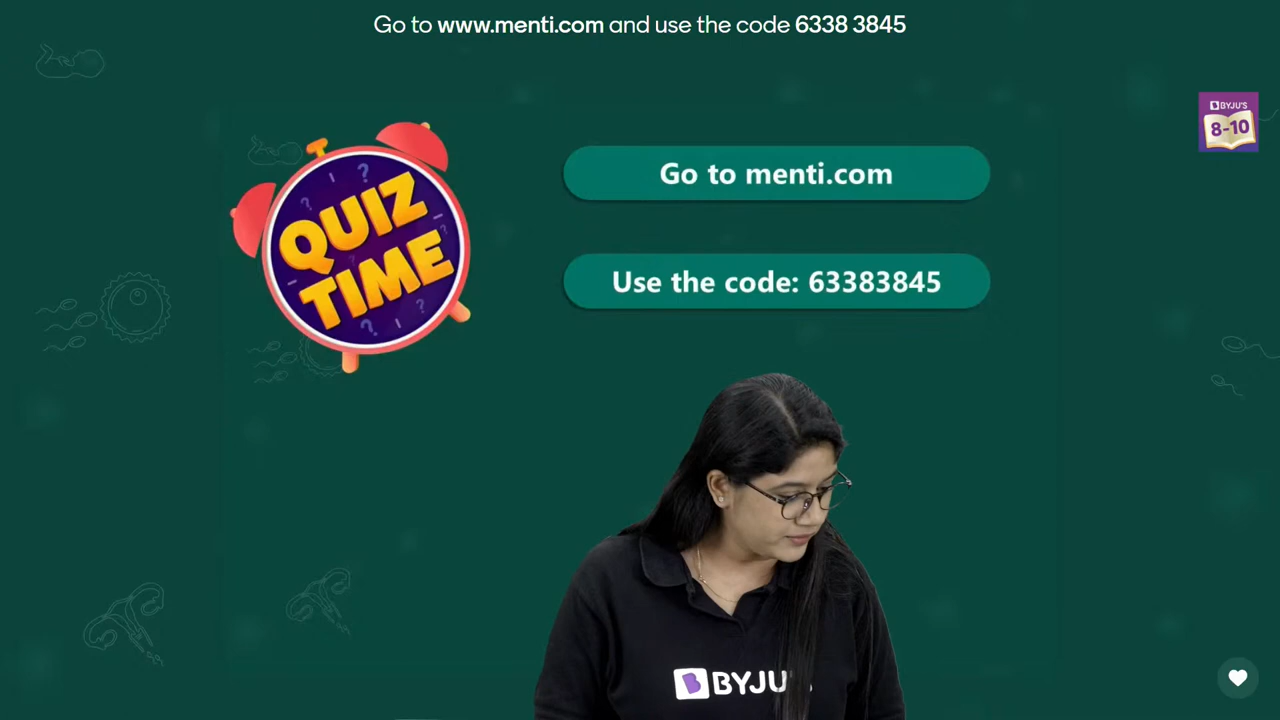 Go to www.menti.com and use the code 6338 3845
BYJU'S
8-10
QUIZ
TIME
Go to menti.com
Use the code: 63383845
BYJU'S